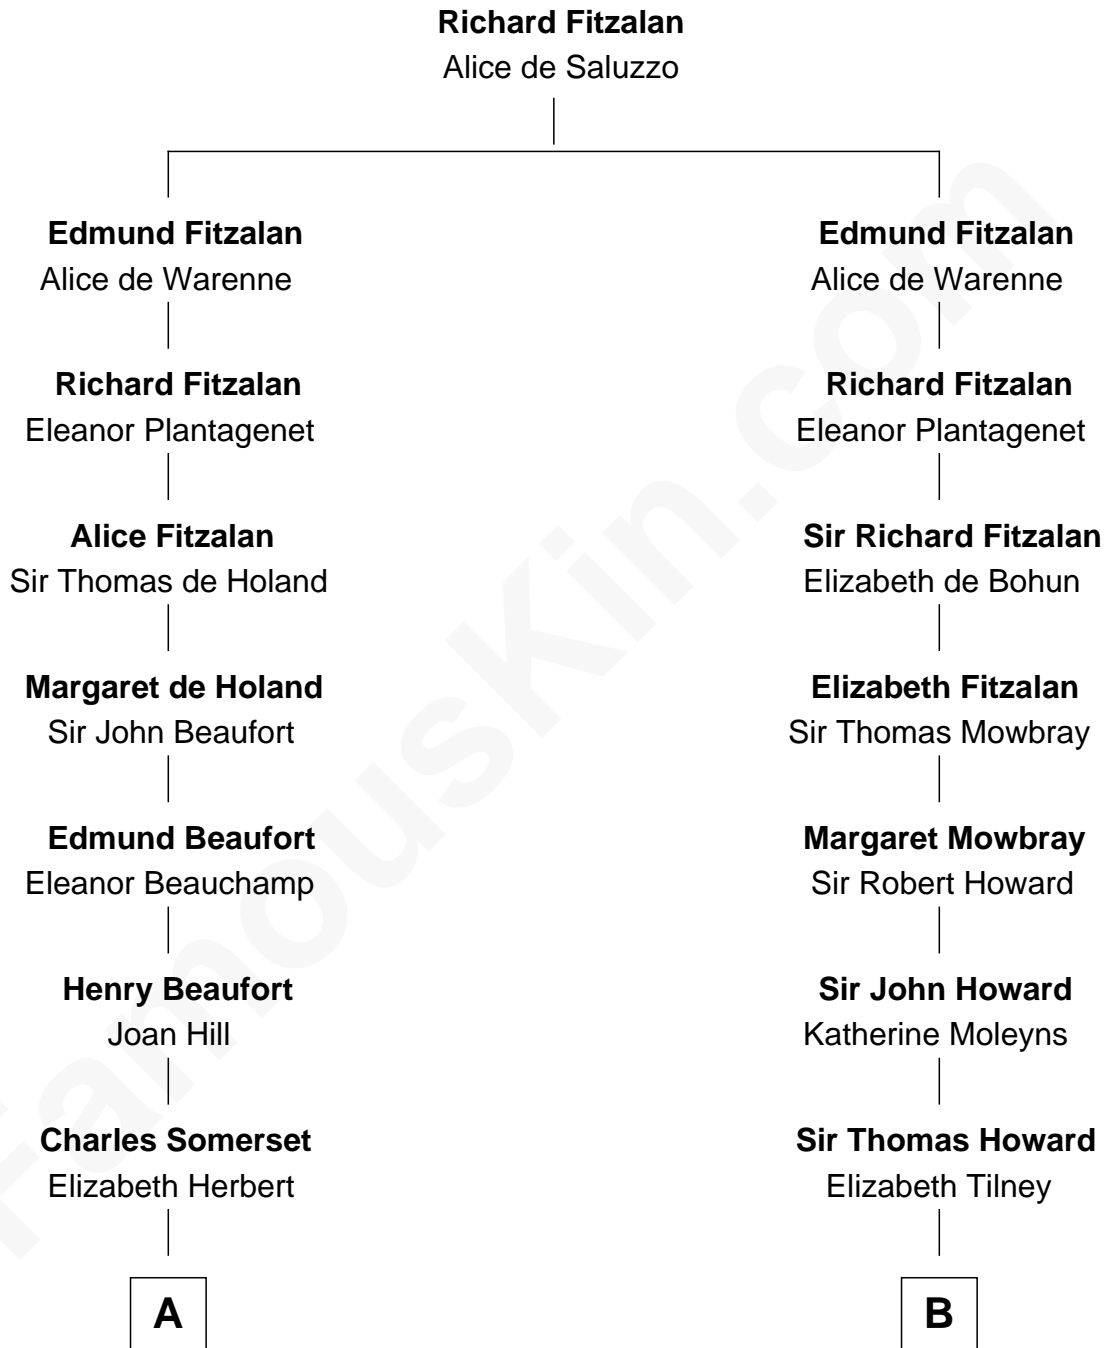 Richard Fitzalan
Alice de Saluzzo
Edmund Fitzalan
Alice de Warenne
Edmund Fitzalan
Alice de Warenne
Richard Fitzalan
Eleanor Plantagenet
Richard Fitzalan
Eleanor Plantagenet
Alice Fitzalan
Sir Thomas de Holand
Sir Richard Fitzalan
Elizabeth de Bohun
Margaret de Holand
Sir John Beaufort
Elizabeth Fitzalan
Sir Thomas Mowbray
Edmund Beaufort
Eleanor Beauchamp
Margaret Mowbray
Sir Robert Howard
Henry Beaufort
Joan Hill
Sir John Howard
Katherine Moleyns
Charles Somerset
Elizabeth Herbert
Sir Thomas Howard
Elizabeth Tilney
A
B
FamousKin.com